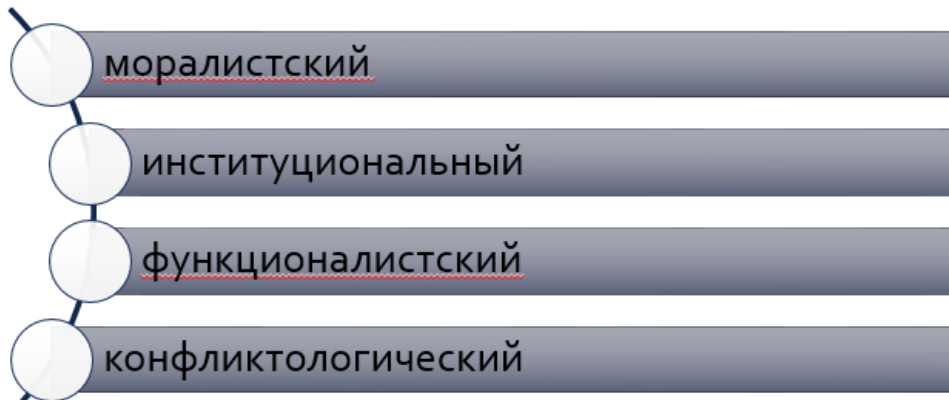 моралистский
институциональный
функционалистский
конфликтологический